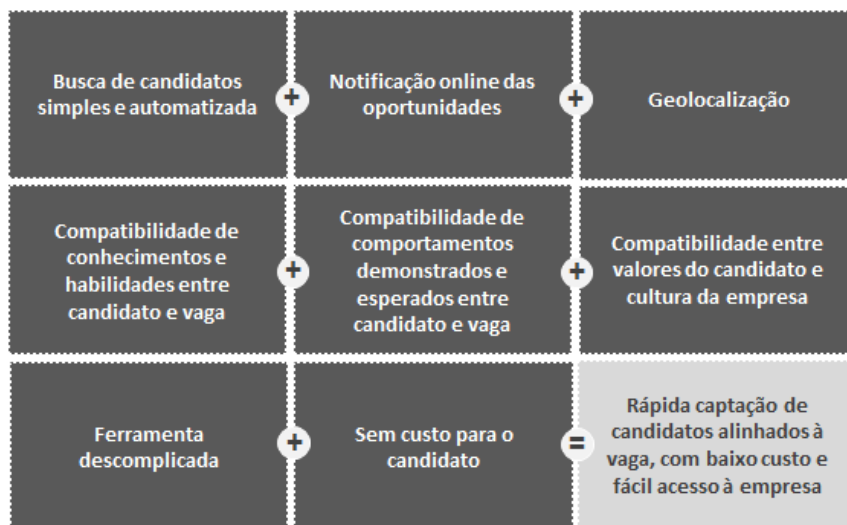 Busca de candidatos
simples e automatizada
+
Notificação online das
oportunidades
+
Geolocalização
Compatibilidade de
conhecimentos e
habilidades entre
candidato e vaga
+
Compatibilidade de
comportamentos
demonstrados e
esperados entre
candidato e vaga
+
Compatibilidade entre
valores do candidato e
cultura da empresa
Ferramenta
descomplicada
+
Sem custo para o
candidato
=
Rápida captação de
candidatos alinhados à
vaga, com baixo custo e
fácil acesso à empresa